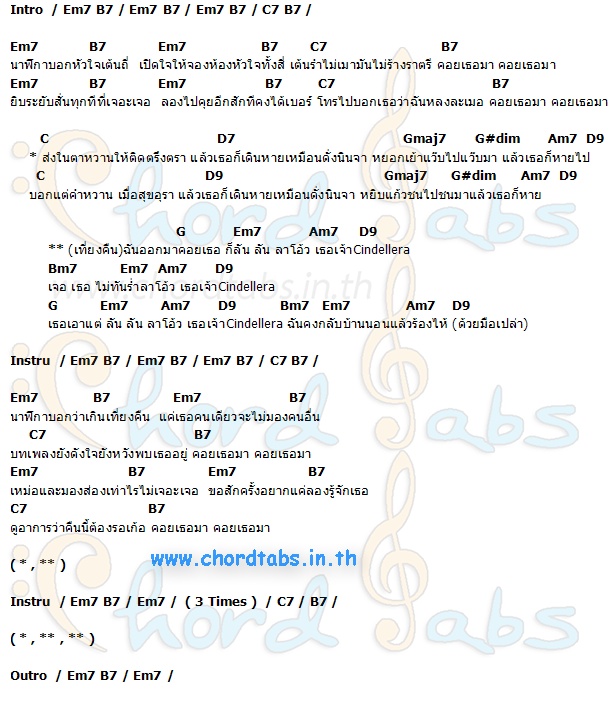 Intro / Em7 B7 / Em7 B7 / Em7 B7 / C7 B7 /
Em7 B7 Em7 B7 C7 B7
นาฬิกาบอกหัวใจเต้นถี่ เปิดใจให้จองห้องหัวใจทั้งสี่ เต้นรำไม่เมามันไม่ร้างราตรี คอยเธอมา คอยเธอมา
Em7 B7 Em7 B7 C7 B7
ยิบระยับสั่นทุกทีที่เจอะเจอ ลองไปคุยอีกสักทีคงได้เบอร์ โทรไปบอกเธอว่าฉันหลงละเมอ คอยเธอมา คอยเธอมา
C D7 Gmaj7 G#dim Am7 D9
* ส่งในตาหวานให้ติดตรึงตรา แล้วเธอก็เดินหายเหมือนดั่งนินจา หยอกเย้าแว๊บไปแว๊บมา แล้วเธอก็หายไป
C D9 Gmaj7 G#dim Am7 D9
บอกแต่คำหวาน เมื่อสุขอุรา แล้วเธอก็เดินหายเหมือนดั่งนินจา หยิบแก้วชนไปชนมาแล้วเธอก็หาย
G Em7 Am7 D9
** (เที่ยงคืน)ฉันออกมาคอยเธอ ก็ลัน ลัน ลาโอ้ว เธอเจ้าCindellera
Bm7 Em7 Am7 D9
เจอ เธอ ไม่ทันร่ำลาโอ้ว เธอเจ้าCindellera
G Em7 Am7 D9 Bm7 Em7 Am7 D9
เธอเอาแต่ ลัน ลัน ลาโอ้ว เธอเจ้าCindellera ฉันคงกลับบ้านนอนแล้วร้องไห้ (ด้วยมือเปล่า)
Instru / Em7 B7 / Em7 B7 / Em7 B7 / C7 B7 /
Em7 B7 Em7 B7
นาฬิกาบอกว่าเกินเที่ยงคืน แค่เธอคนเดียวจะไม่มองคนอื่น
C7 B7
บทเพลงยังดังใจยังหวังพบเธออยู่ คอยเธอมา คอยเธอมา
Em7 B7 Em7 B7
เหม่อและมองส่องเท่าไรไม่เจอะเจอ ขอสักครั้งอยากแค่ลองรู้จักเธอ
C7 B7
ดูอาการว่าคืนนี้ต้องรอเก้อ คอยเธอมา คอยเธอมา
( * , ** )
www.chordtabs.in.th
Instru / Em7 B7 / Em7 / ( 3 Times ) / C7 / B7 /
( * , ** , ** )
Outro / Em7 B7 / Em7 /